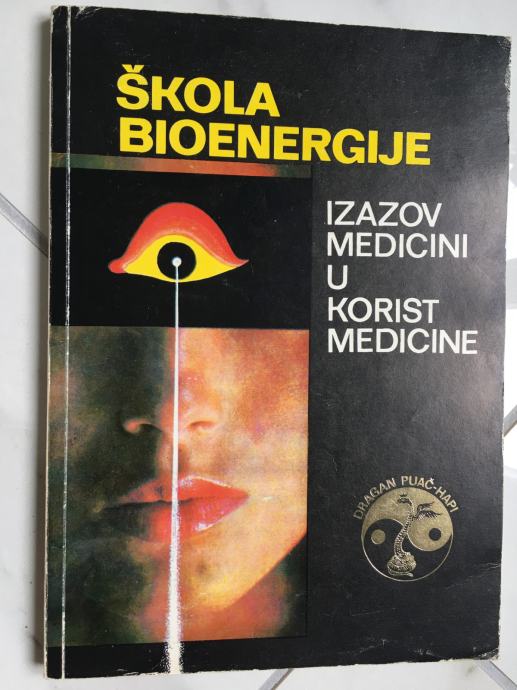 ŠKOLA
BIOENERGIJE
IZAZOV
MEDICINI
U
KORIST
MEDICINE
DRAGAN PUAČ-HAPI